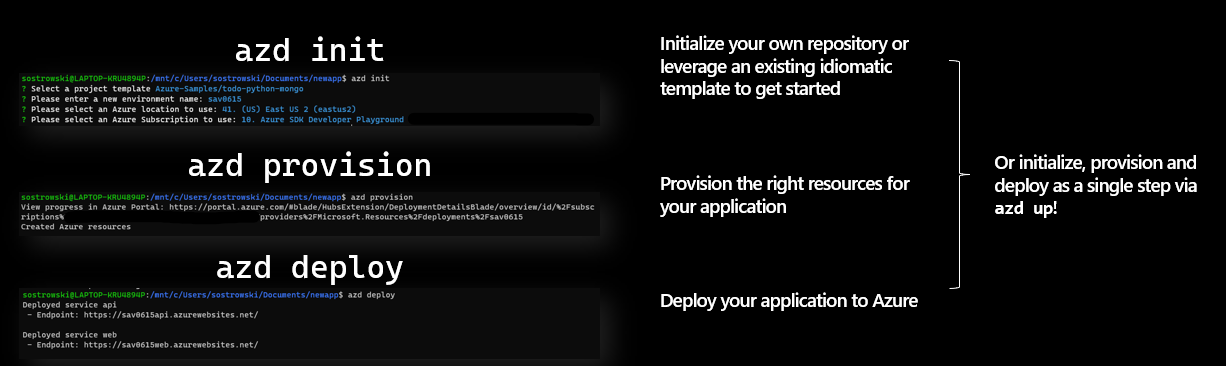 azd init
sostrowski@LAPTOP-KRU4894P:/mnt/c/Users/sostrowski/Documents/newapp$ azd init
? Select a project template Azure-Samples/todo-python-mongo
? Please enter a new environment name: sav0615
? Please select an Azure location to use: 41. (US) East US 2 (eastus2)
? Please select an Azure Subscription to use: 10. Azure SDK Developer Playground
Initialize your own repository or
leverage an existing idiomatic
template to get started
azd provision
sostrowski@LAPTOP-KRU4894P:/mnt/c/Users/sostrowski/Documents/newapp$ azd provision
View progress in Azure Portal: https://portal.azure.com/#blade/HubsExtension/DeploymentDetailsBlade/overview/id/%2Fsubsc
riptions% providers%2FMicrosoft.Resources%2Fdeployments%2Fsav0615
Created Azure resources
Provision the right resources for
your application
azd deploy
sostrowski@LAPTOP-KRU4894P:/mnt/c/Users/sostrowski/Documents/newapp$ azd deploy
Deployed service api
- Endpoint: https://sav0615api.azurewebsites.net/
Deployed service web
- Endpoint: https://sav0615web.azurewebsites.net/
Deploy your application to Azure
Or initialize, provision and
deploy as a single step via
azd up!